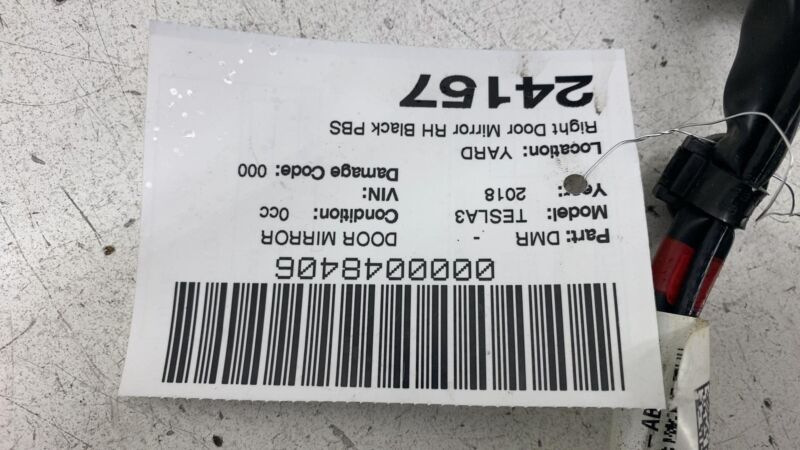 0000048406
Part: DMR - DOOR MIRROR
Model: TESLA3 Condition: 0cc
Year: 2018 VIN:
Location: YARD Damage Code: 000
Right Door Mirror RH Black PBS
24157